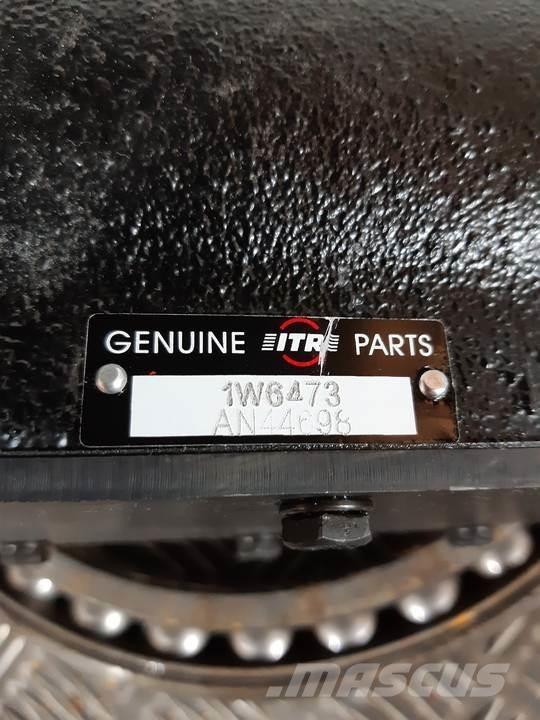 GENUINE ITR PARTS
1W6473
AN44698
MASCUS